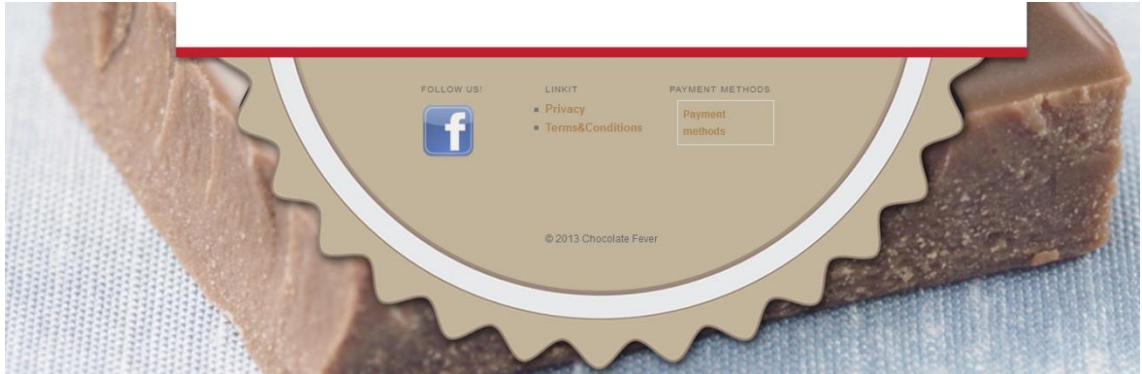 FOLLOW US!
f
LINKIT
Privacy
Terms&Conditions
PAYMENT METHODS
Payment
methods
© 2013 Chocolate Fever